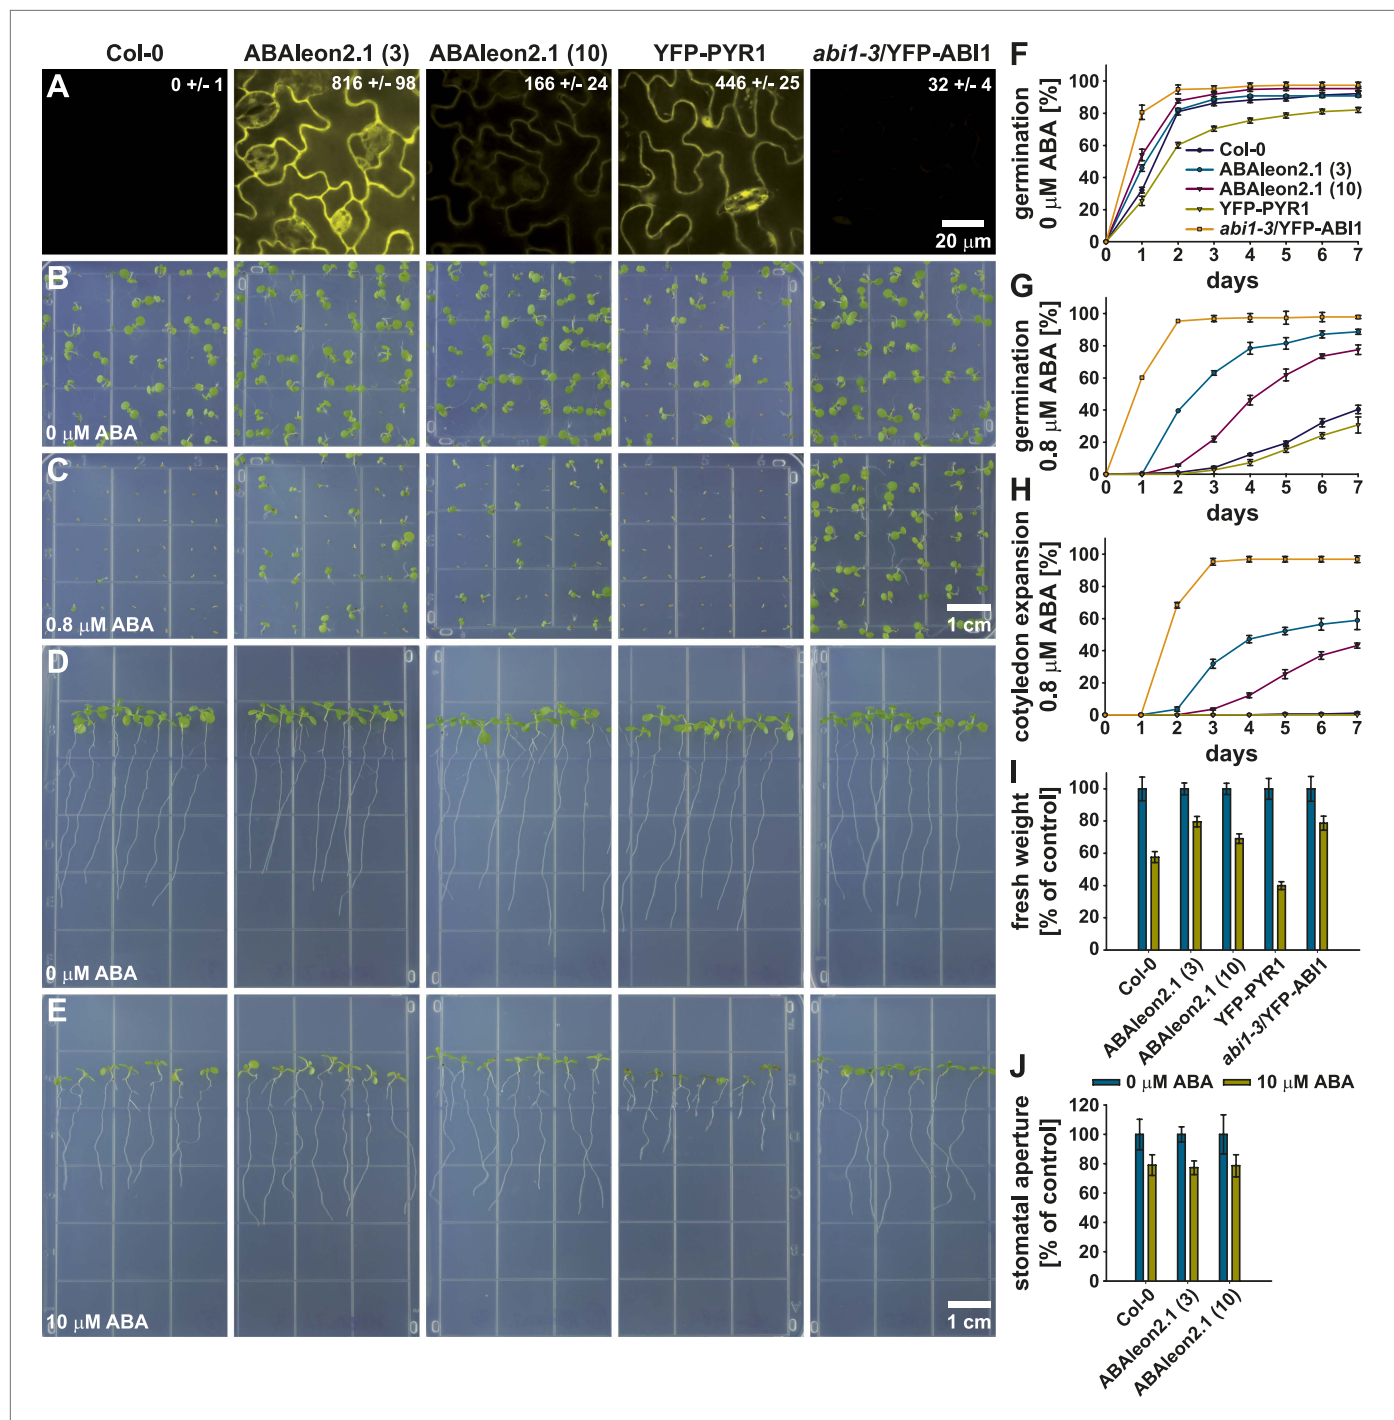 Col-0
ABAleon2.1 (3)
ABAleon2.1 (10)
YFP-PYR1
abi1-3/YFP-ABI1
A
0 +/- 1
816 +/- 98
166 +/- 24
446 +/- 25
32 +/- 4
20 μm
B
0 μM ABA
C
0.8 μM ABA
1 cm
D
0 μM ABA
E
10 μM ABA
1 cm
F
germination
0 μM ABA [%]
100
80
60
40
20
0
Col-0
ABAleon2.1 (3)
ABAleon2.1 (10)
YFP-PYR1
abi1-3/YFP-ABI1
0 1 2 3 4 5 6 7
days
G
germination
0.8 μM ABA [%]
100
80
60
40
20
0
0 1 2 3 4 5 6 7
days
H
cotyledon expansion
0.8 μM ABA [%]
100
80
60
40
20
0
0 1 2 3 4 5 6 7
days
I
fresh weight
[% of control]
100
80
60
40
20
0
Col-0
ABAleon2.1 (3)
ABAleon2.1 (10)
YFP-PYR1
abi1-3/YFP-ABI1
J
0 μM ABA
10 μM ABA
stomatal aperture
[% of control]
120
100
80
60
40
20
0
Col-0
ABAleon2.1 (3)
ABAleon2.1 (10)